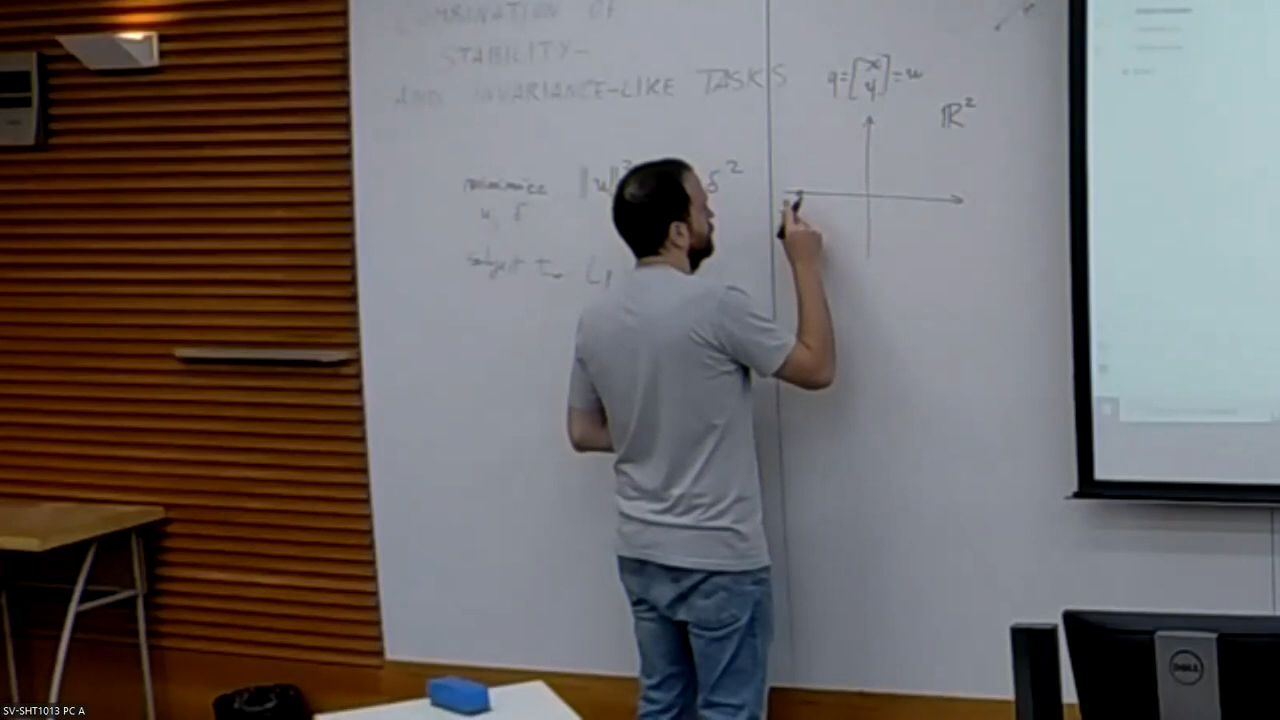 COMBINATION OF
STABILITY-
AND INVARIANCE-LIKE TASKS
minimize ‖u‖² δ²
u, δ
subject to
q=[x y]=u
ℝ²
DELL
SV-SHT1013 PC A